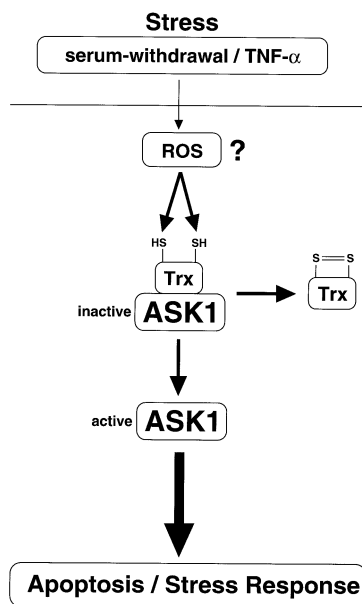 Stress
serum-withdrawal / TNF-α
ROS ?
HS SH
Trx
S S
Trx
inactive ASK1
active ASK1
Apoptosis / Stress Response